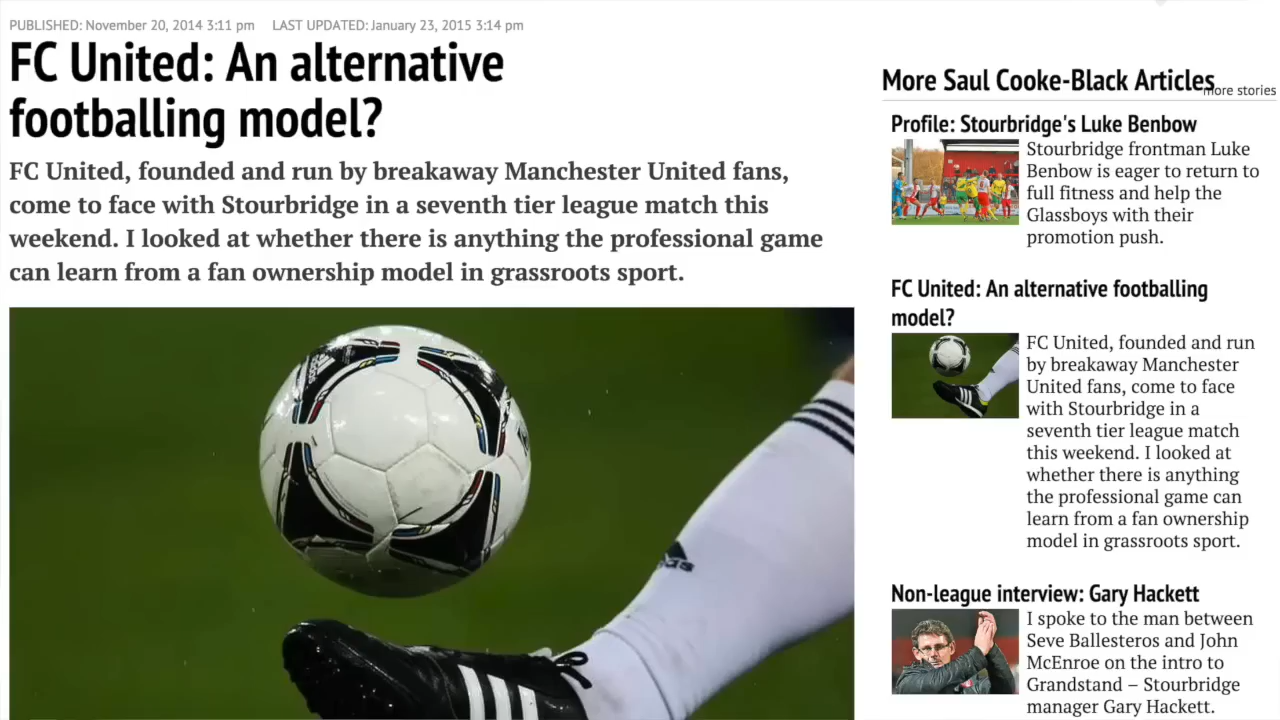 PUBLISHED: November 20, 2014 3:11 pm LAST UPDATED: January 23, 2015 3:14 pm
FC United: An alternative
footballing model?
FC United, founded and run by breakaway Manchester United fans,
come to face with Stourbridge in a seventh tier league match this
weekend. I looked at whether there is anything the professional game
can learn from a fan ownership model in grassroots sport.
adidas
More Saul Cooke-Black Articles
more stories
Profile: Stourbridge's Luke Benbow
Stourbridge frontman Luke
Benbow is eager to return to
full fitness and help the
Glassboys with their
promotion push.
FC United: An alternative footballing
model?
FC United, founded and run
by breakaway Manchester
United fans, come to face
with Stourbridge in a
seventh tier league match
this weekend. I looked at
whether there is anything
the professional game can
learn from a fan ownership
model in grassroots sport.
Non-league interview: Gary Hackett
I spoke to the man between
Seve Ballesteros and John
McEnroe on the intro to
Grandstand – Stourbridge
manager Gary Hackett.